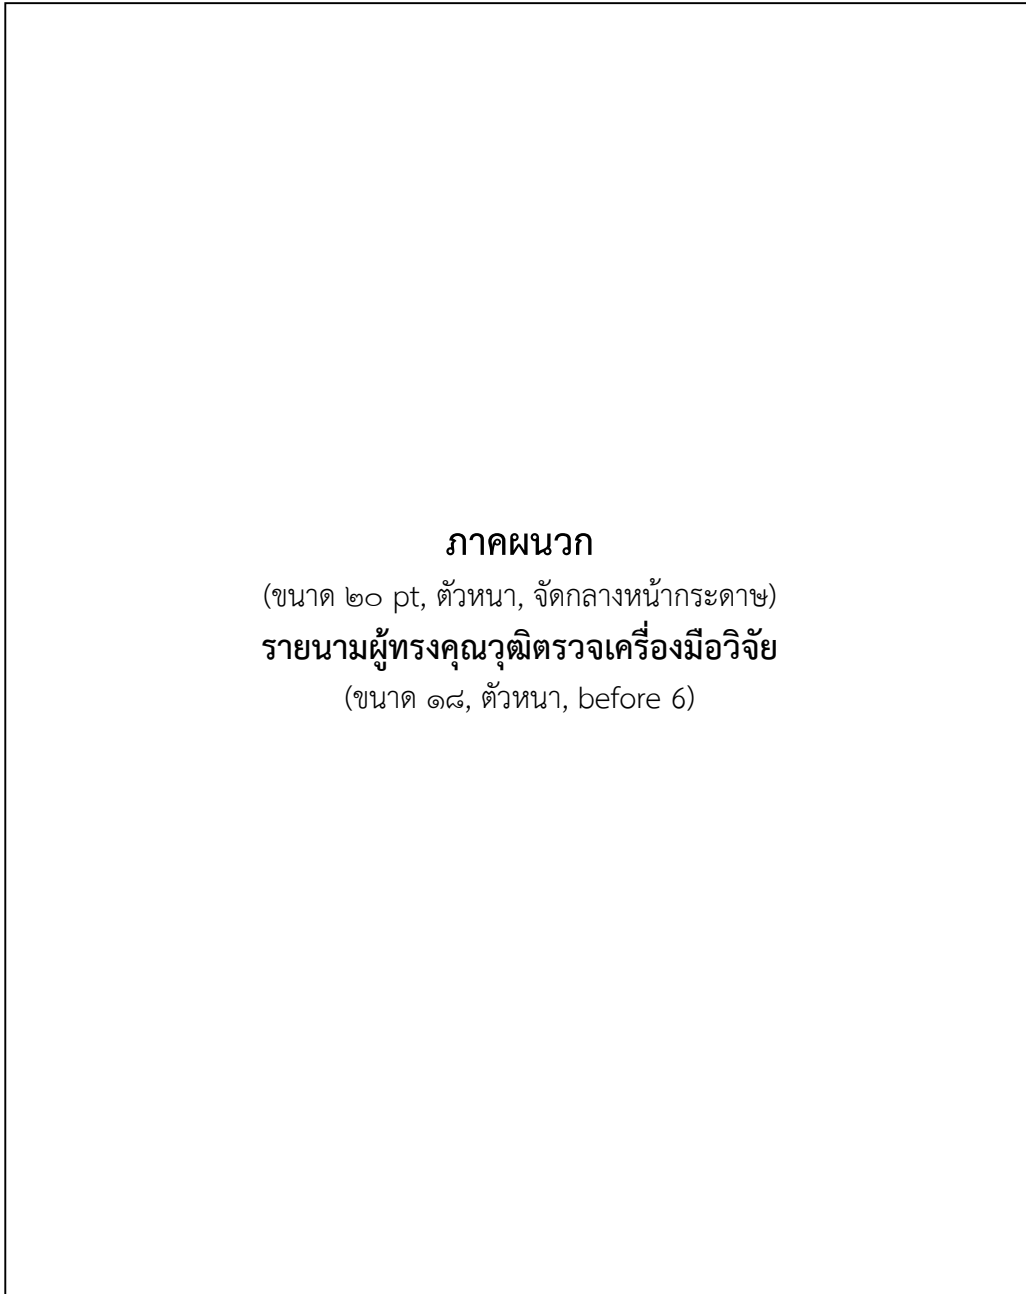 ภาคผนวก
(ขนาด ๒๐ pt, ตัวหนา, จัดกลางหน้ากระดาษ)
รายนามผู้ทรงคุณวุฒิตรวจเครื่องมือวิจัย
(ขนาด ๑๘, ตัวหนา, before 6)